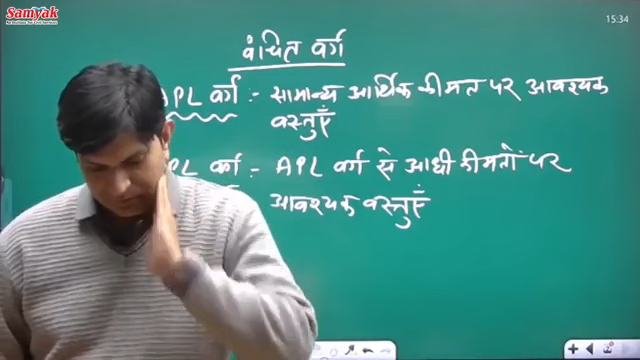 Samyak
15:34
वंचित वर्ग
APL वर्ग :- सामान्य आर्थिक कीमत पर आवश्यक
वस्तुएँ
PL वर्ग :- APL वर्ग से आधी कीमतों पर
आवश्यक वस्तुएँ